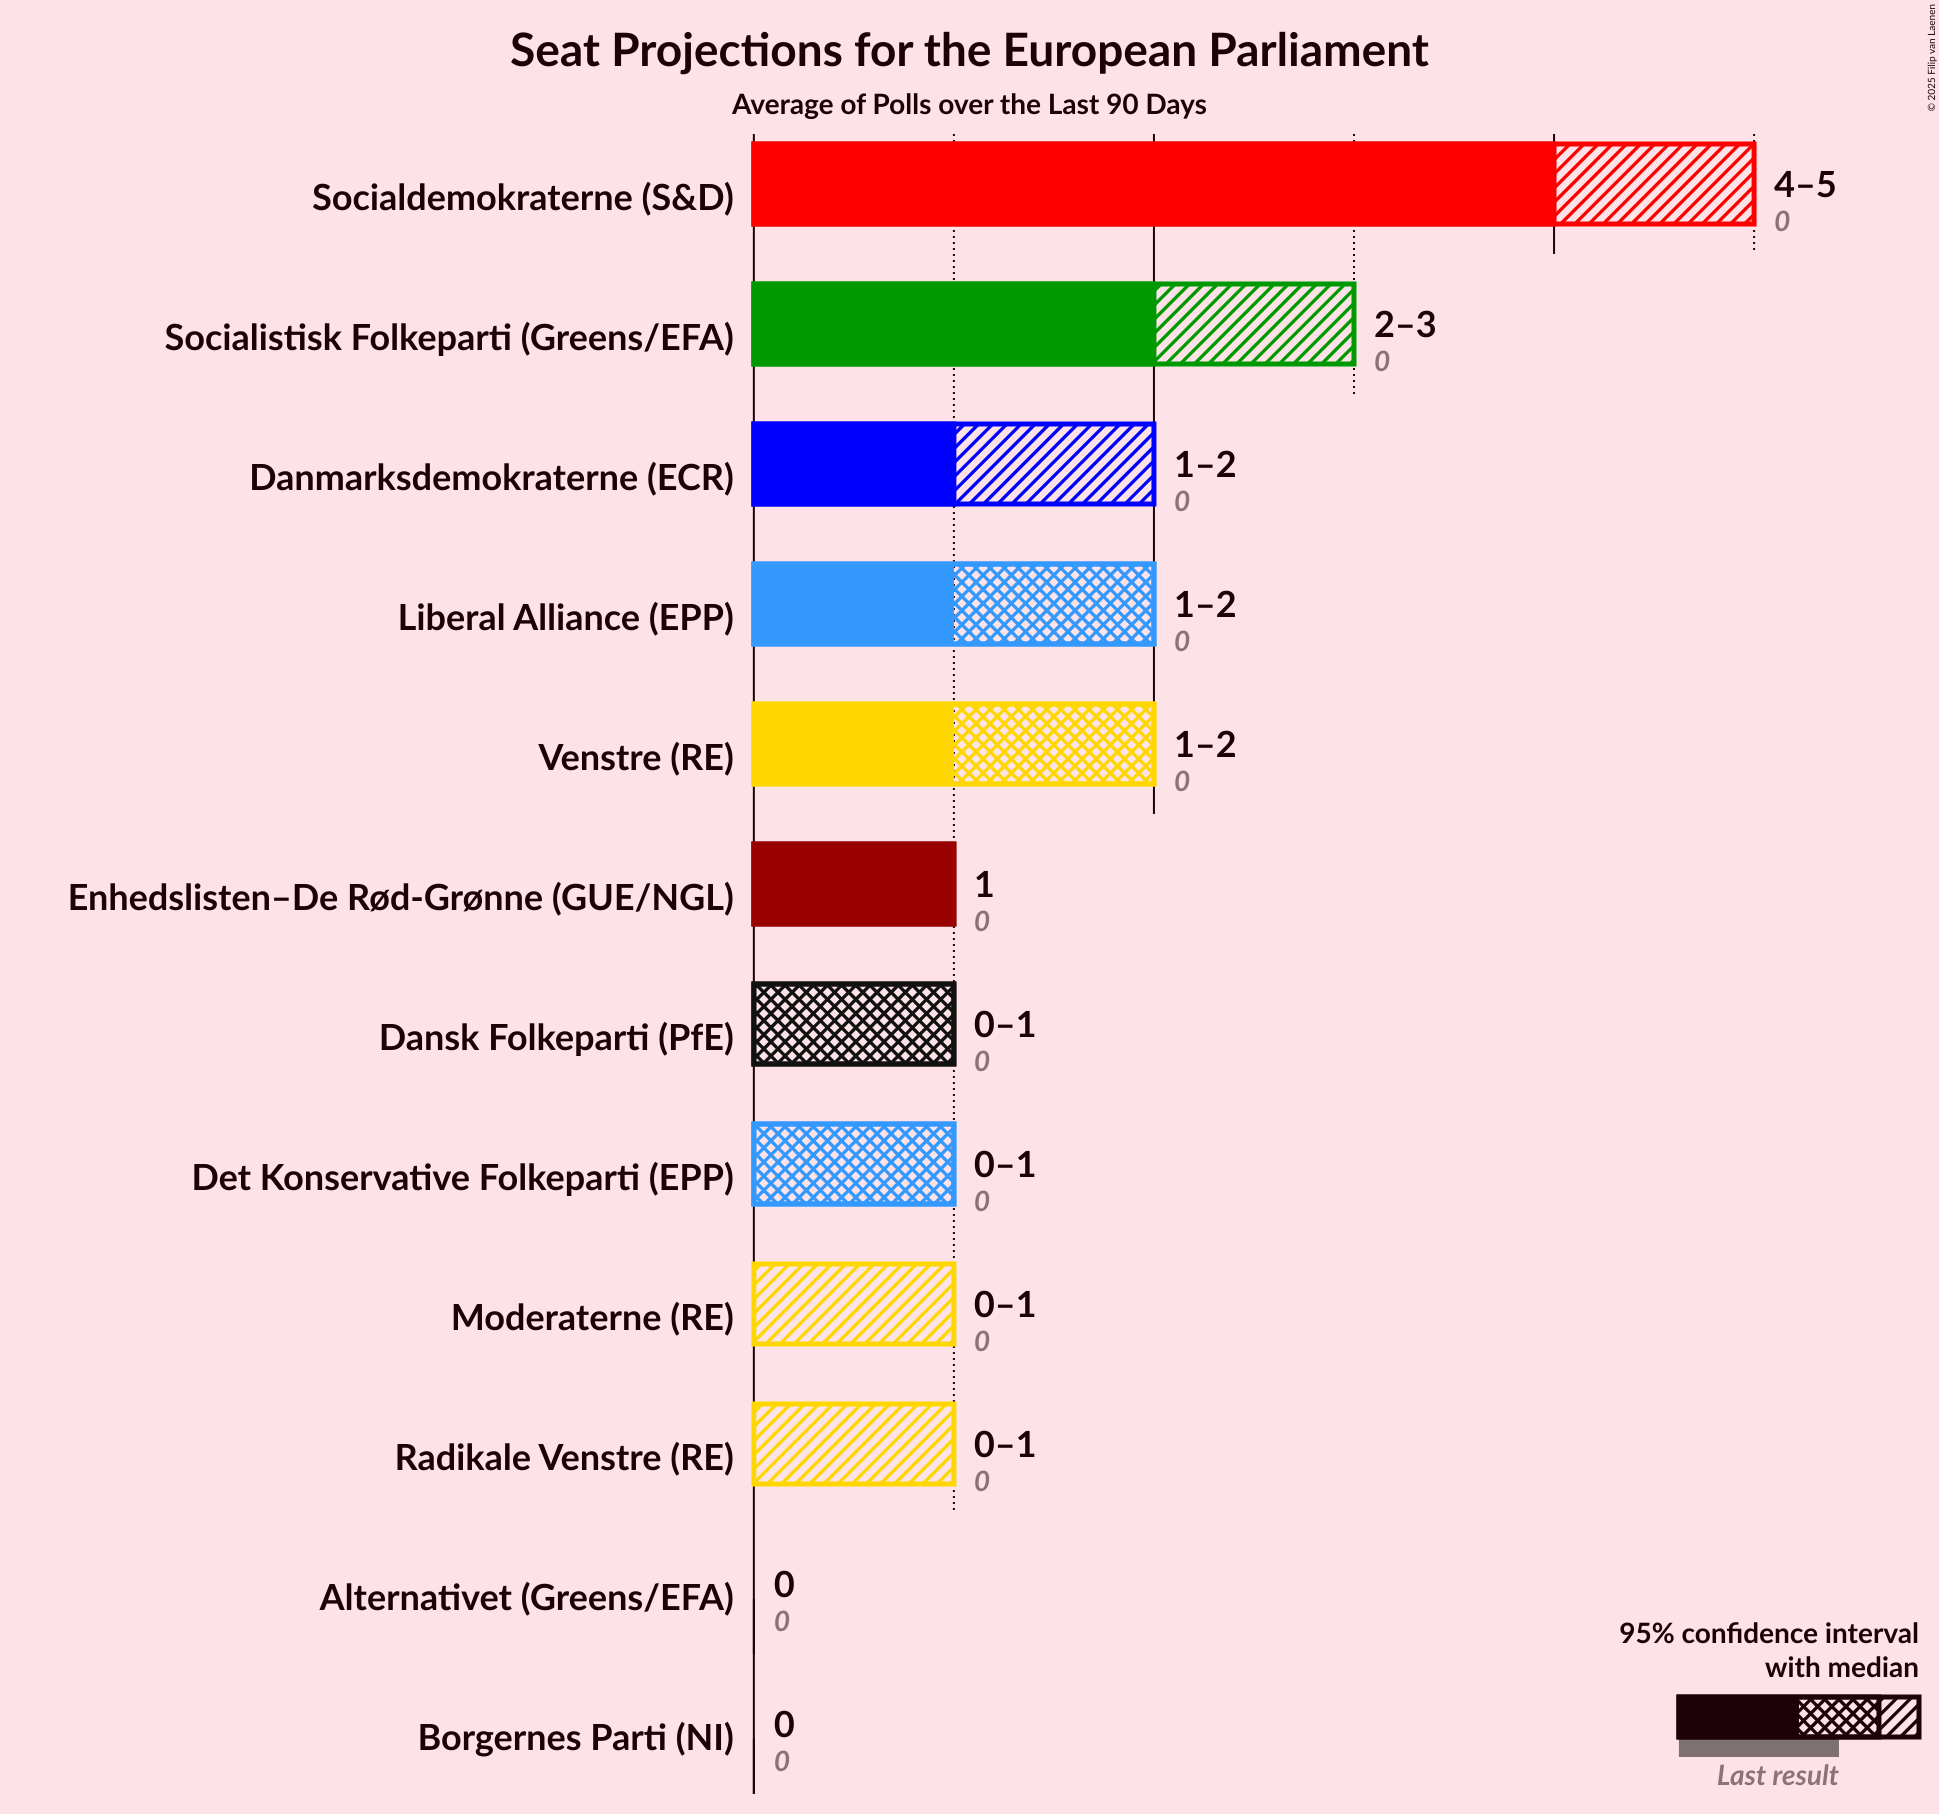 Seat Projections for the European Parliament
Average of Polls over the Last 90 Days
© 2025 Filip van Laenen
Socialdemokraterne (S&D)
4–5
0
Socialistisk Folkeparti (Greens/EFA)
2–3
0
Danmarksdemokraterne (ECR)
1–2
0
Liberal Alliance (EPP)
1–2
0
Venstre (RE)
1–2
0
Enhedslisten–De Rød-Grønne (GUE/NGL)
1
0
Dansk Folkeparti (PfE)
0–1
0
Det Konservative Folkeparti (EPP)
0–1
0
Moderaterne (RE)
0–1
0
Radikale Venstre (RE)
0–1
0
Alternativet (Greens/EFA)
0
0
Borgernes Parti (NI)
0
0
95% confidence interval
with median
Last result